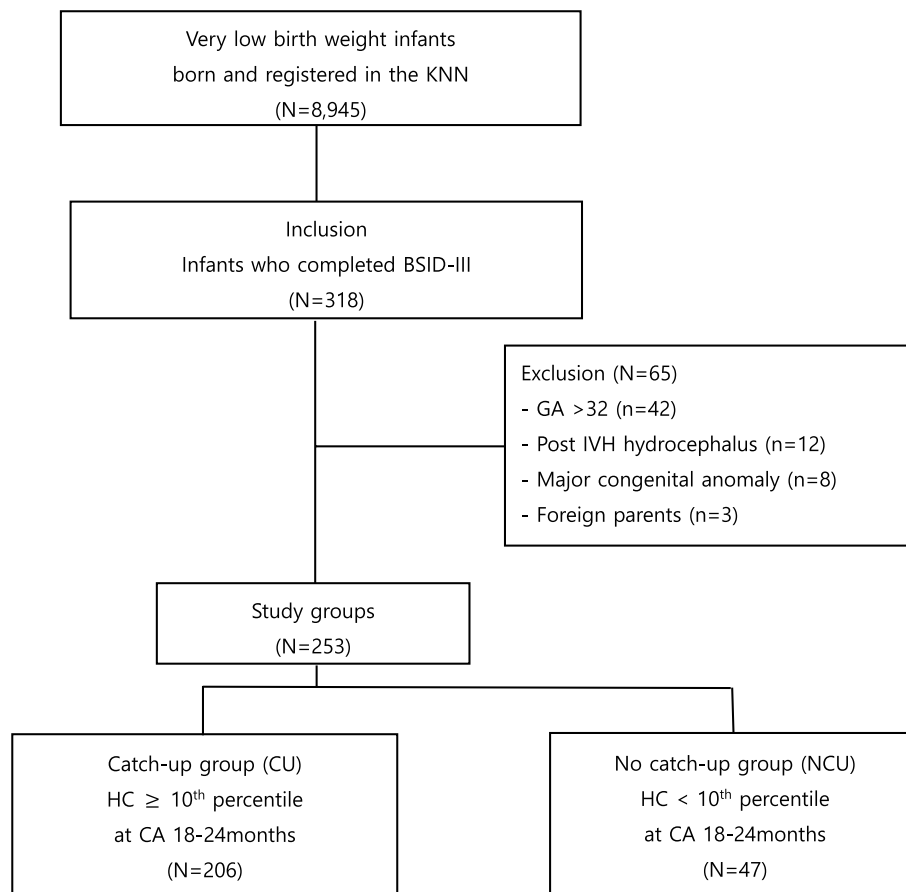 Very low birth weight infants
born and registered in the KNN
(N=8,945)
Inclusion
Infants who completed BSID-III
(N=318)
Exclusion (N=65)
- GA >32 (n=42)
- Post IVH hydrocephalus (n=12)
- Major congenital anomaly (n=8)
- Foreign parents (n=3)
Study groups
(N=253)
Catch-up group (CU)
HC ≥ 10th percentile
at CA 18-24months
(N=206)
No catch-up group (NCU)
HC < 10th percentile
at CA 18-24months
(N=47)